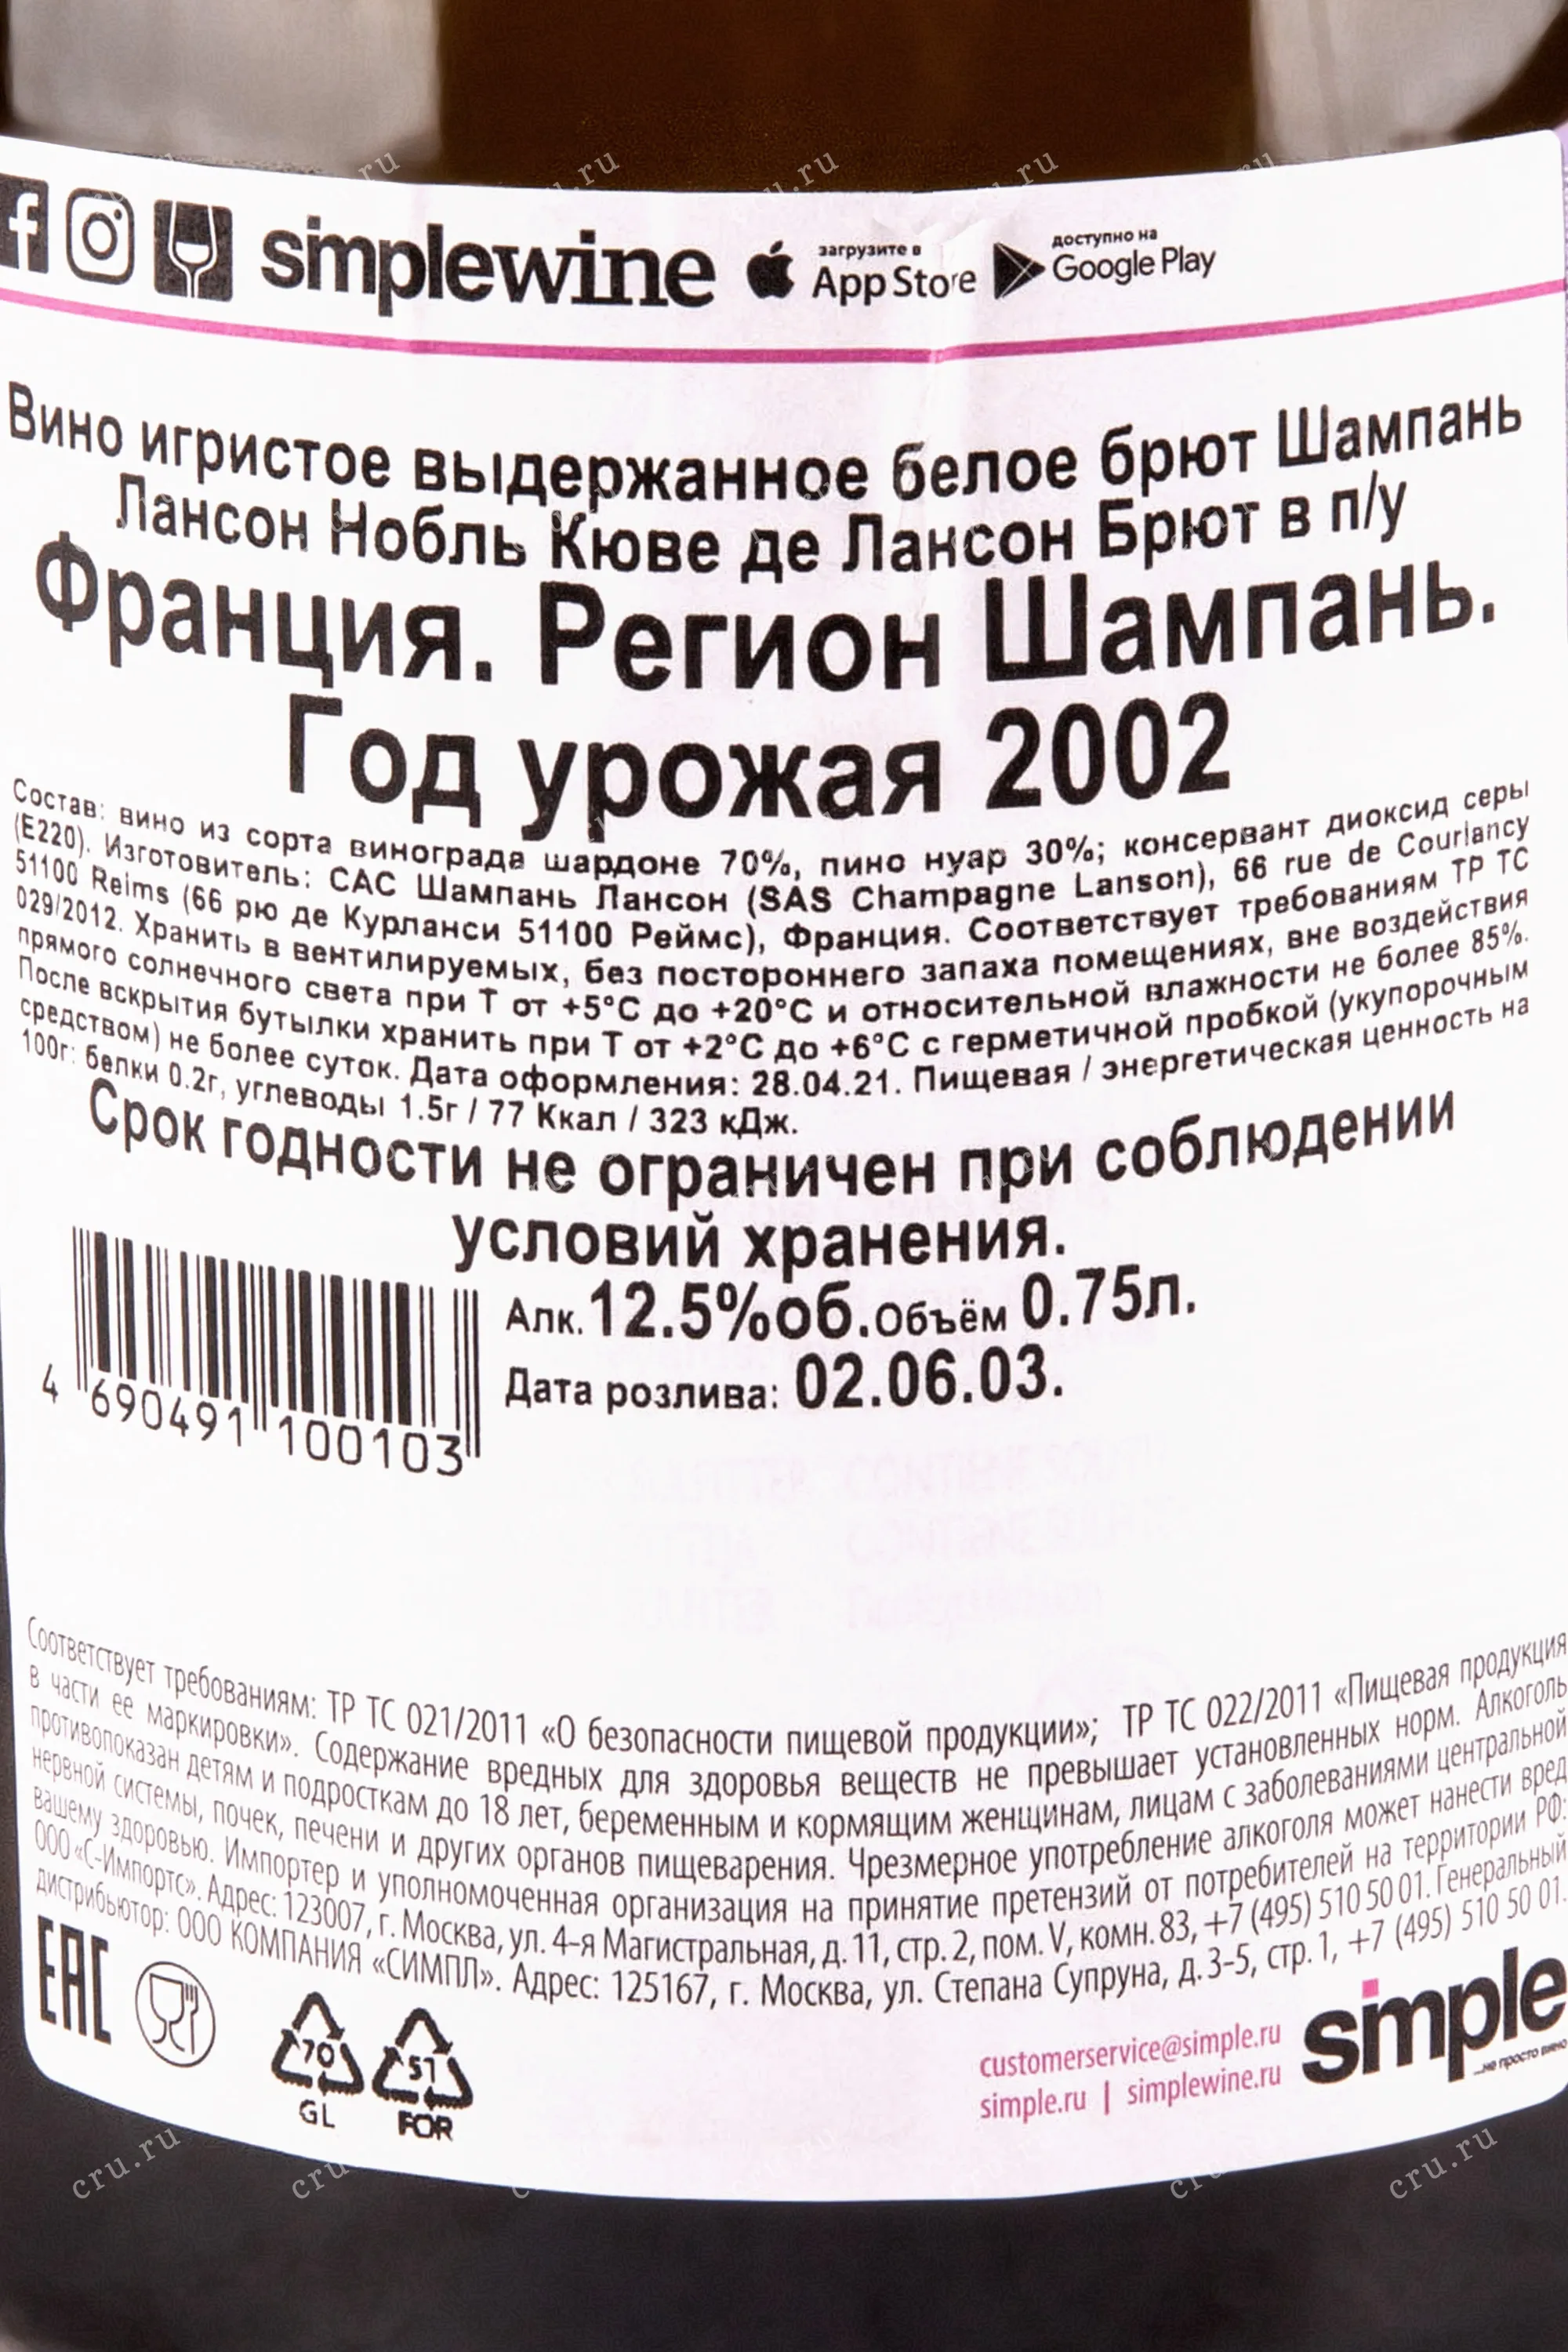 simplewine
загрузите в
App Store
доступно на
Google Play
Вино игристое выдержанное белое брют Шампань
Лансон Нобль Кюве де Лансон Брют в п/у
Франция. Регион Шампань.
Год урожая 2002
Состав: вино из сорта винограда шардоне 70%, пино нуар 30%; консервант диоксид серы
(Е220). Изготовитель: САС Шампань Лансон (SAS Champagne Lanson), 66 rue de Courlancy
51100 Reims (66 рю де Курланси 51100 Реймс), Франция. Соответствует требованиям ТР ТС
029/2012. Хранить в вентилируемых, без постороннего запаха помещениях, вне воздействия
прямого солнечного света при Т от +5°С до +20°С и относительной влажности не более 85%.
После вскрытия бутылки хранить при Т от +2°С до +6°С с герметичной пробкой (укупорочным
средством) не более суток. Дата оформления: 28.04.21. Пищевая / энергетическая ценность на
100г: белки 0.2г, углеводы 1.5г / 77 Ккал / 323 кДж.
Срок годности не ограничен при соблюдении
условий хранения.
Алк. 12.5%об. Объём 0.75л.
Дата розлива: 02.06.03.
4 690491 100103
Соответствует требованиям: ТР ТС 021/2011 «О безопасности пищевой продукции»; ТР ТС 022/2011 «Пищевая продукция
в части ее маркировки». Содержание вредных для здоровья веществ не превышает установленных норм. Алкоголь
противопоказан детям и подросткам до 18 лет, беременным и кормящим женщинам, лицам с заболеваниями центральной
нервной системы, почек, печени и других органов пищеварения. Чрезмерное употребление алкоголя может нанести вред
вашему здоровью. Импортер и уполномоченная организация на принятие претензий от потребителей на территории РФ:
ООО «С-Импортс». Адрес: 123007, г. Москва, ул. 4-я Магистральная, д. 11, стр. 2, пом. V, комн. 83, +7 (495) 510 50 01. Генеральный
дистрибьютор: ООО КОМПАНИЯ «СИМПЛ». Адрес: 125167, г. Москва, ул. Степана Супруна, д. 3-5, стр. 1, +7 (495) 510 50 01.
EAC
70
GL
51
FOR
customerservice@simple.ru
simple.ru | simplewine.ru
simple
...не просто вино
cru.ru